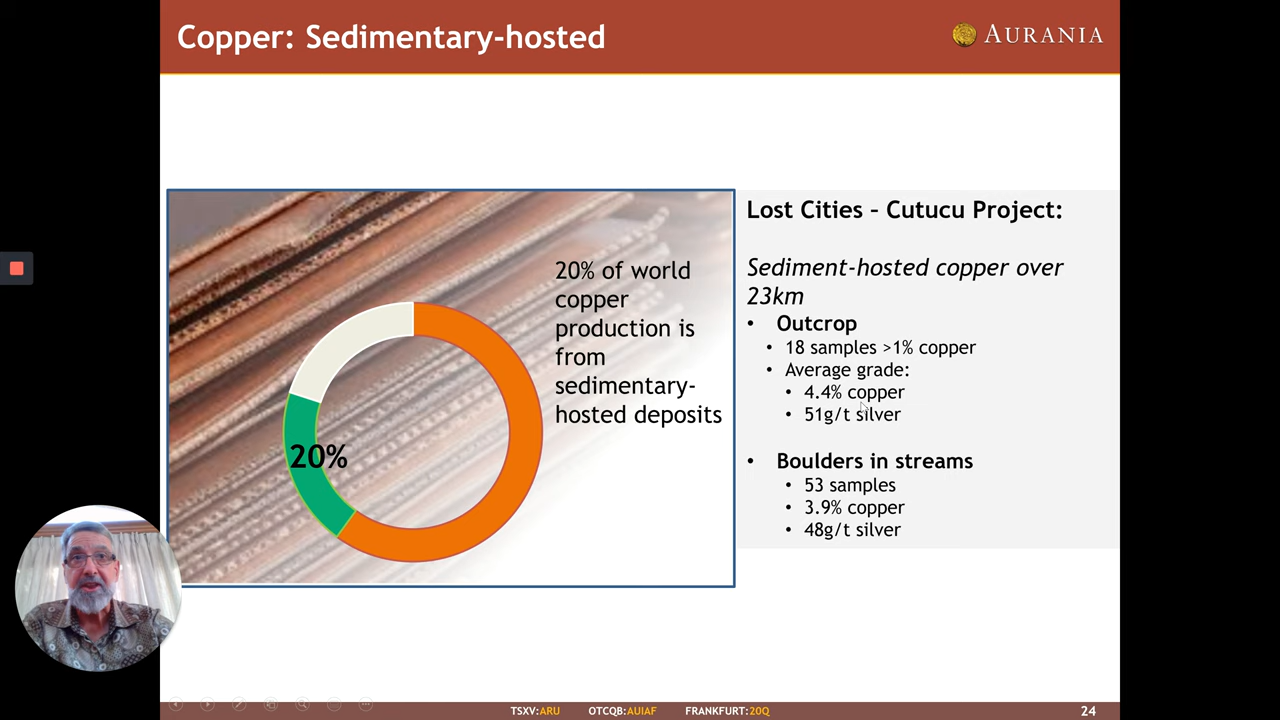 Copper: Sedimentary-hosted
AURANIA
20% of world
copper
production is
from
sedimentary-
hosted deposits
20%
Lost Cities – Cutucu Project:
Sediment-hosted copper over
23km
• Outcrop
• 18 samples >1% copper
• Average grade:
• 4.4% copper
• 51g/t silver
• Boulders in streams
• 53 samples
• 3.9% copper
• 48g/t silver
TSXV:ARU OTCQB:AUIAF FRANKFURT:20Q
24